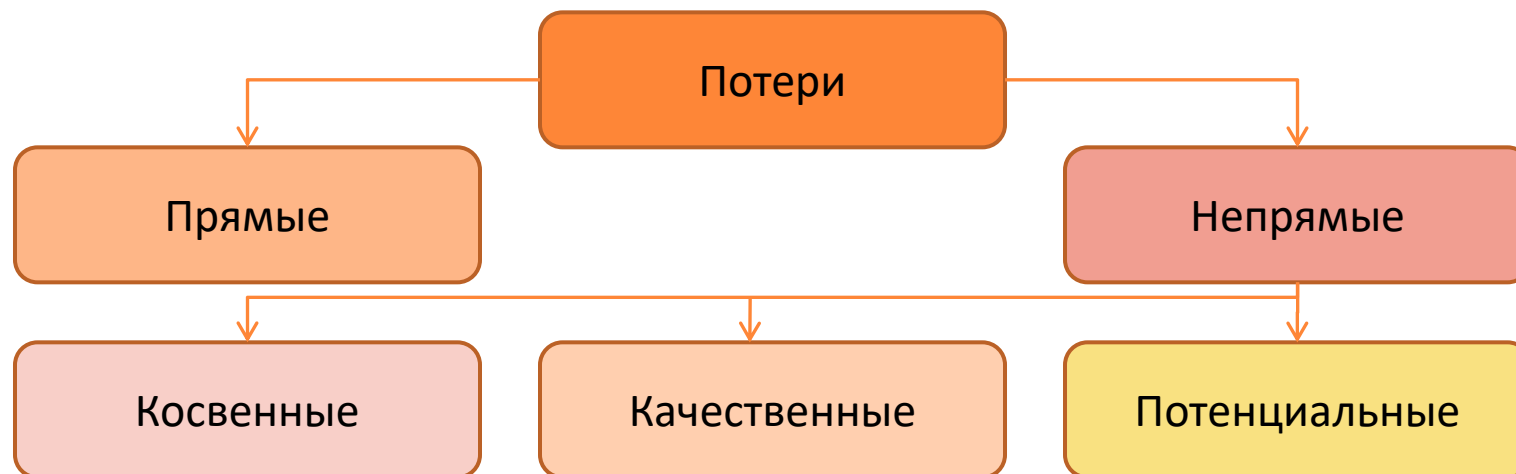 Потери
Прямые
Непрямые
Косвенные
Качественные
Потенциальные